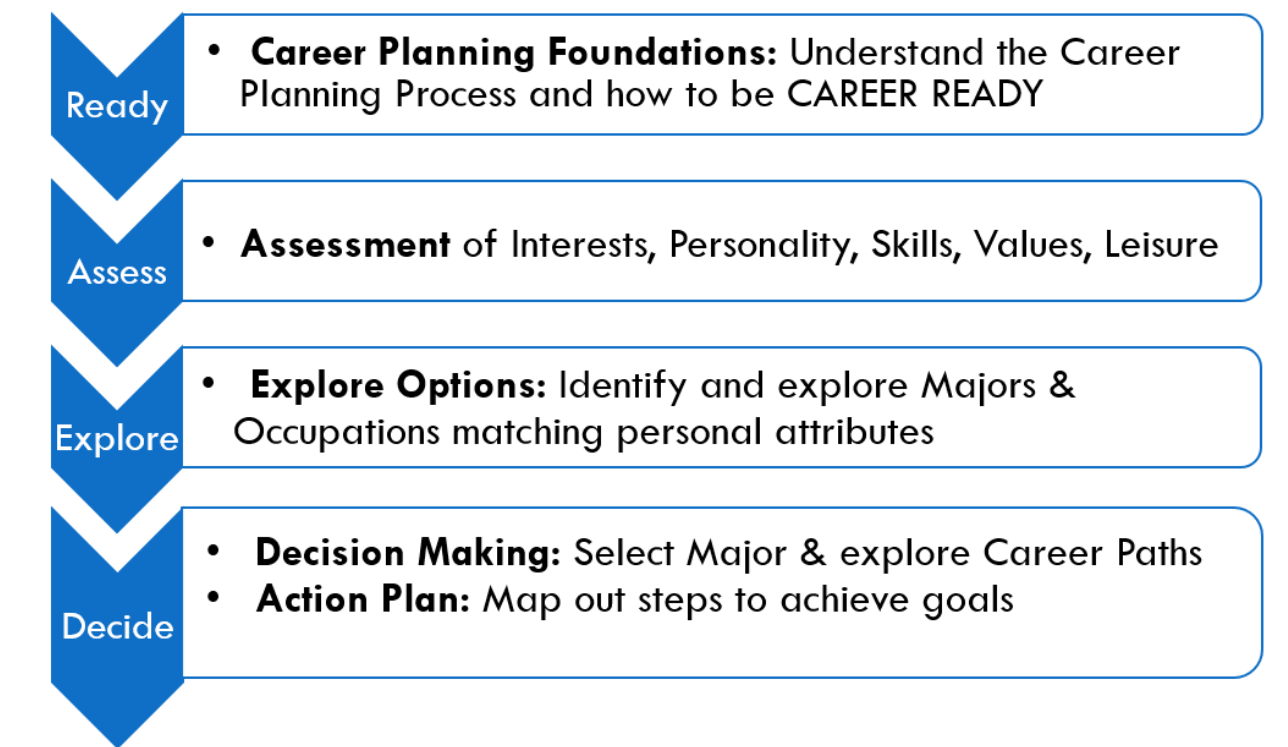 Ready
• Career Planning Foundations: Understand the Career
Planning Process and how to be CAREER READY
Assess
• Assessment of Interests, Personality, Skills, Values, Leisure
Explore
• Explore Options: Identify and explore Majors &
Occupations matching personal attributes
Decide
• Decision Making: Select Major & explore Career Paths
• Action Plan: Map out steps to achieve goals